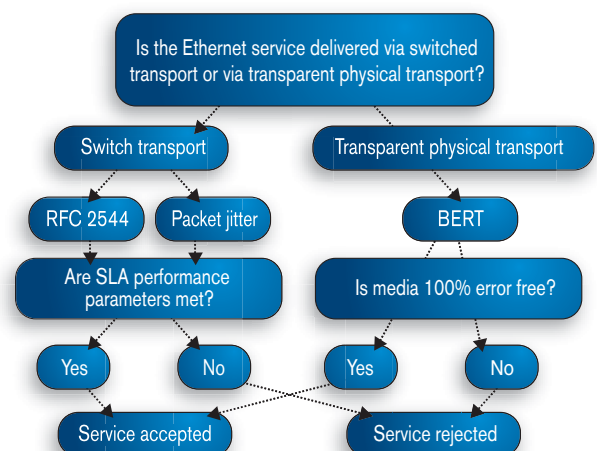 Is the Ethernet service delivered via switched
transport or via transparent physical transport?
Switch transport
Transparent physical transport
RFC 2544
Packet jitter
BERT
Are SLA performance
parameters met?
Is media 100% error free?
Yes
No
Yes
No
Service accepted
Service rejected